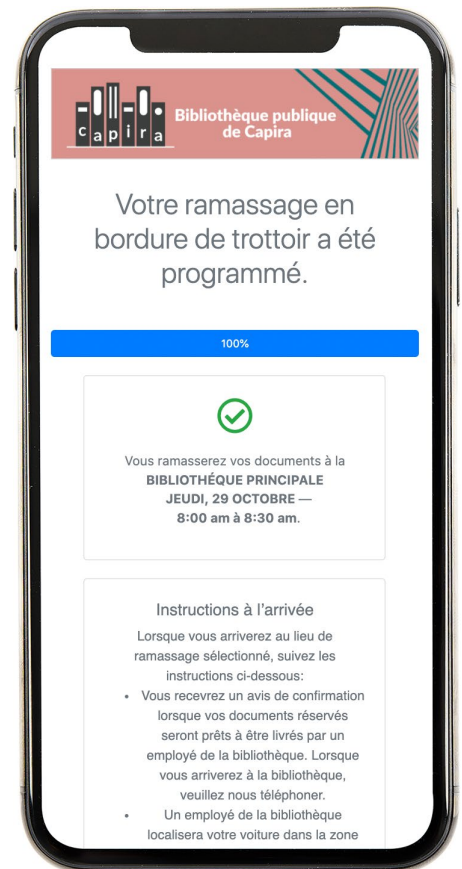 capira
Bibliothèque publique
de Capira
Votre ramassage en
bordure de trottoir a été
programmé.
100%
Vous ramasserez vos documents à la
BIBLIOTHÉQUE PRINCIPALE
JEUDI, 29 OCTOBRE —
8:00 am à 8:30 am.
Instructions à l’arrivée
Lorsque vous arriverez au lieu de
ramassage sélectionné, suivez les
instructions ci-dessous:
• Vous recevrez un avis de confirmation
lorsque vos documents réservés
seront prêts à être livrés par un
employé de la bibliothèque. Lorsque
vous arriverez à la bibliothèque,
veuillez nous téléphoner.
• Un employé de la bibliothèque
localisera votre voiture dans la zone